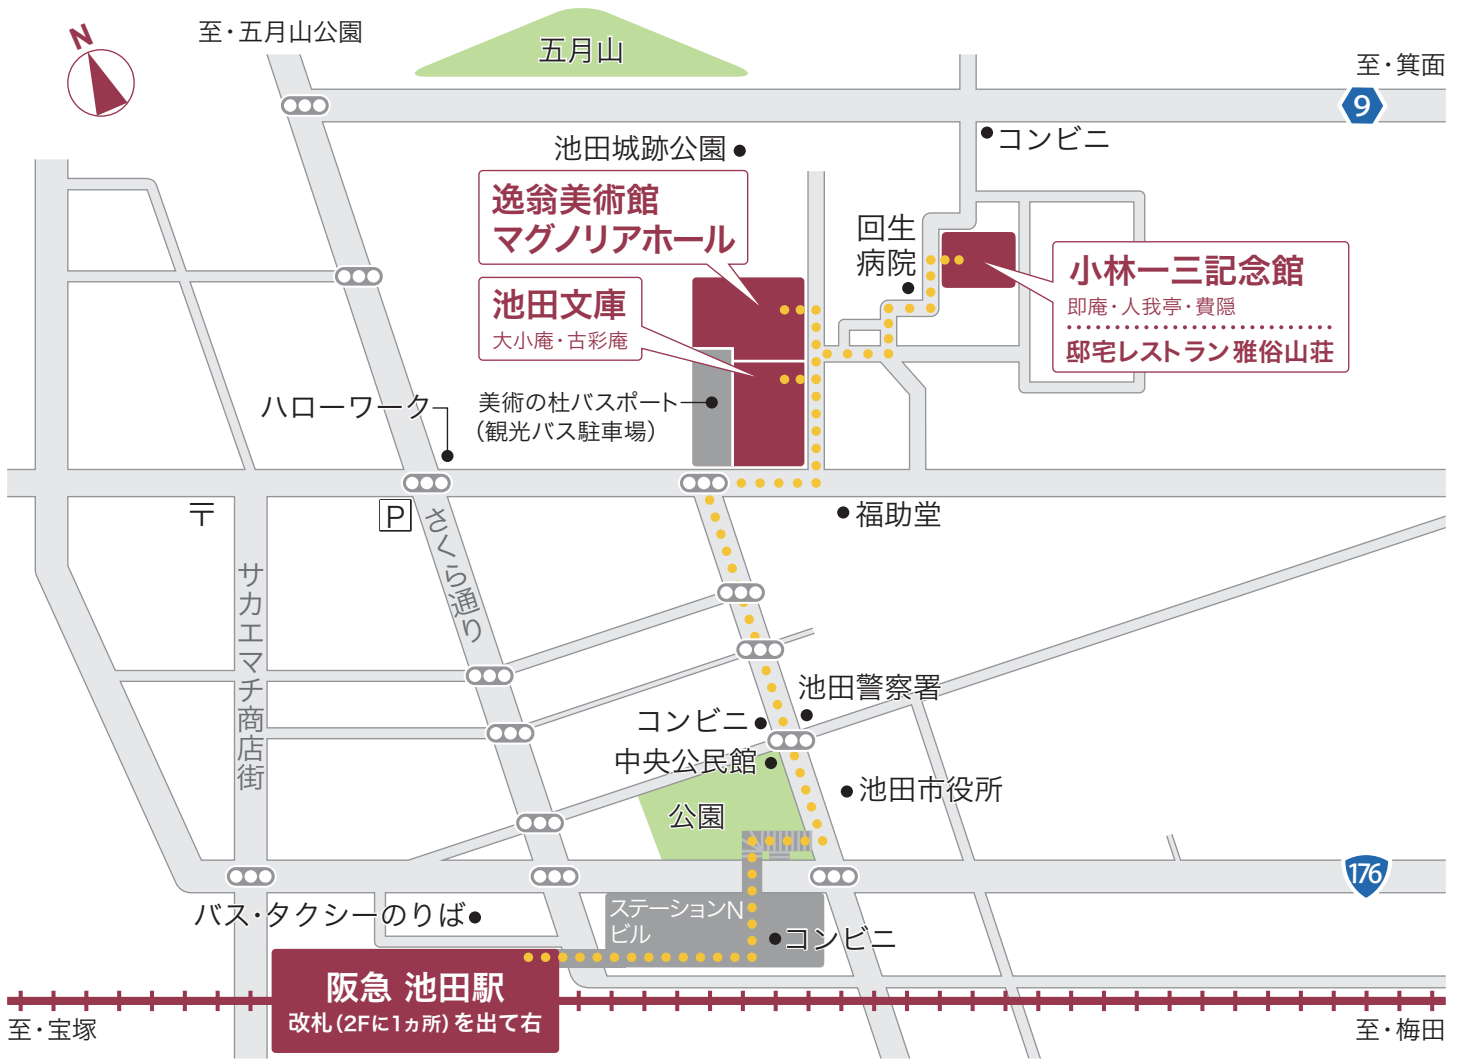 N
至・五月山公園
五月山
至・箕面
9
コンビニ
池田城跡公園
逸翁美術館
マグノリアホール
回生
病院
小林一三記念館
即庵・人我亭・費隠
邸宅レストラン雅俗山荘
池田文庫
大小庵・古彩庵
ハローワーク
美術の杜バスポート
(観光バス駐車場)
〒
P
さくら通り
福助堂
サカエマチ商店街
池田警察署
コンビニ
中央公民館
池田市役所
公園
176
バス・タクシーのりば
ステーションN
ビル
コンビニ
阪急 池田駅
改札(2Fに1ヵ所)を出て右
至・宝塚
至・梅田